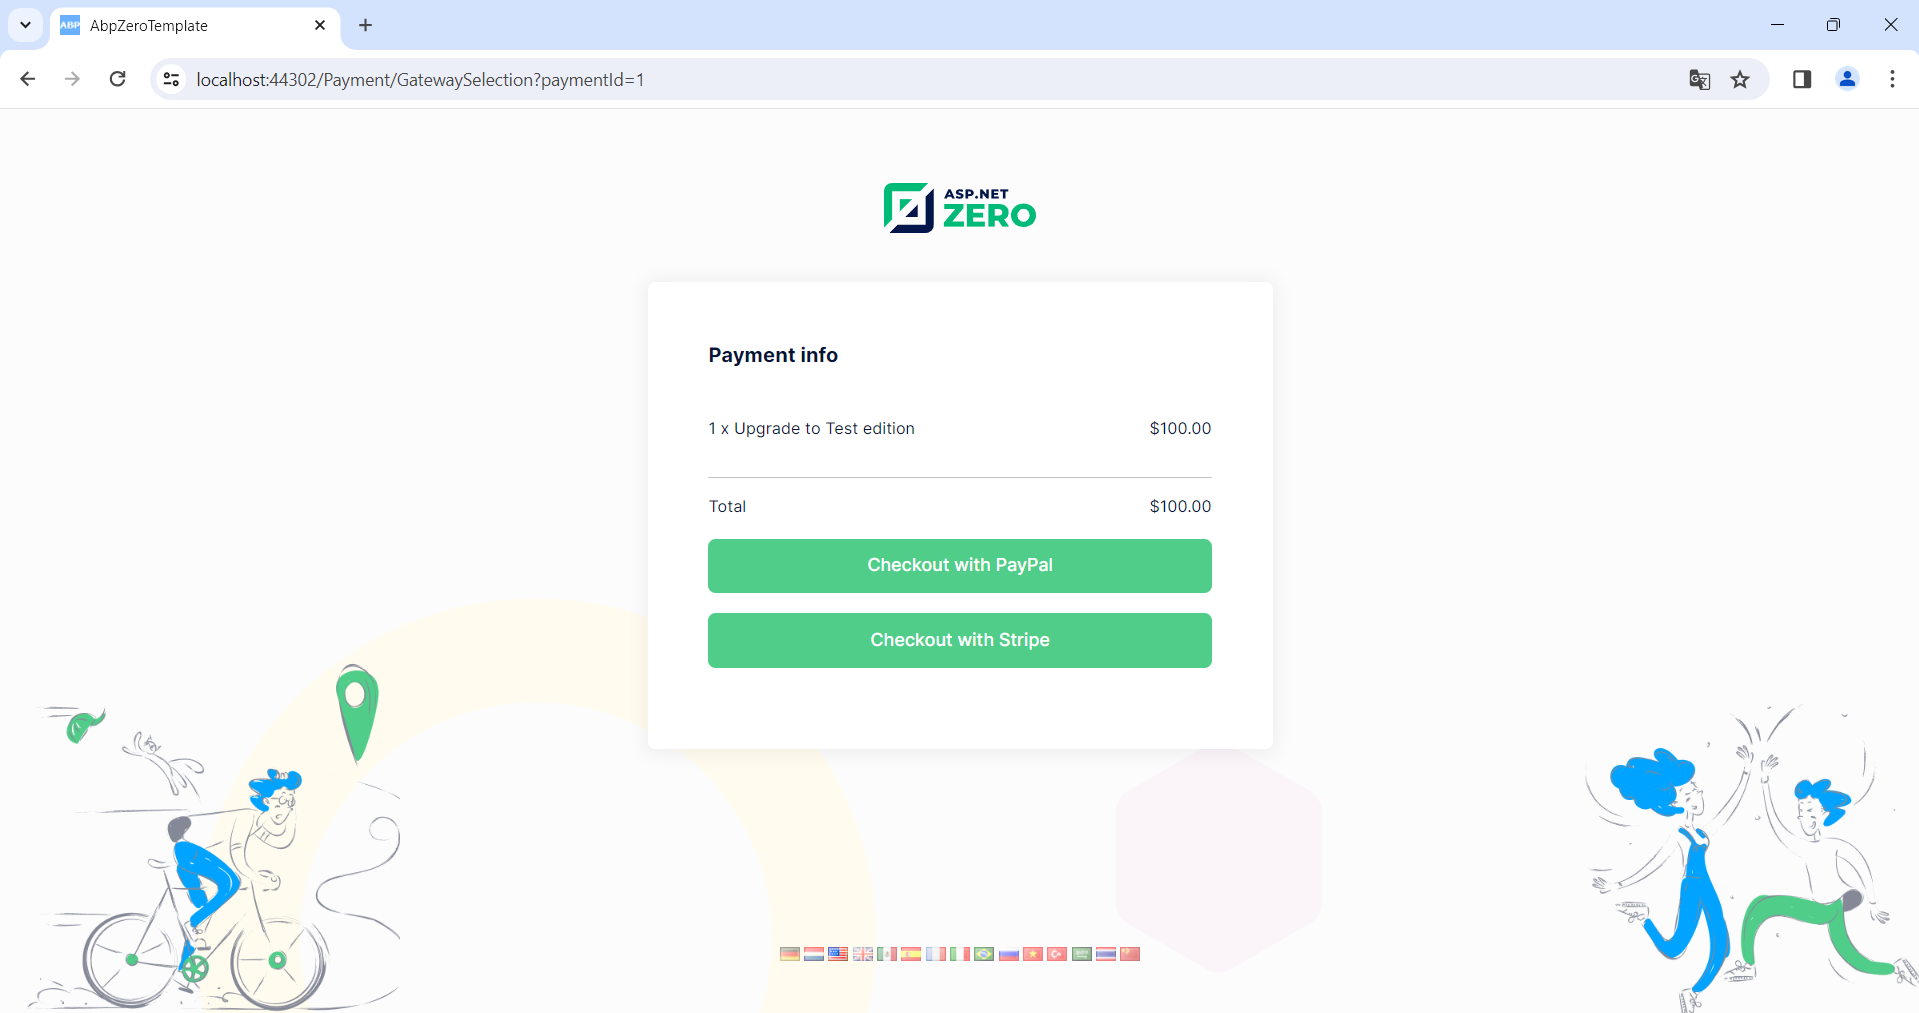 ABP AbpZeroTemplate
localhost:44302/Payment/GatewaySelection?paymentId=1
ASP.NET
ZERO
Payment info
1 x Upgrade to Test edition $100.00
Total $100.00
Checkout with PayPal
Checkout with Stripe